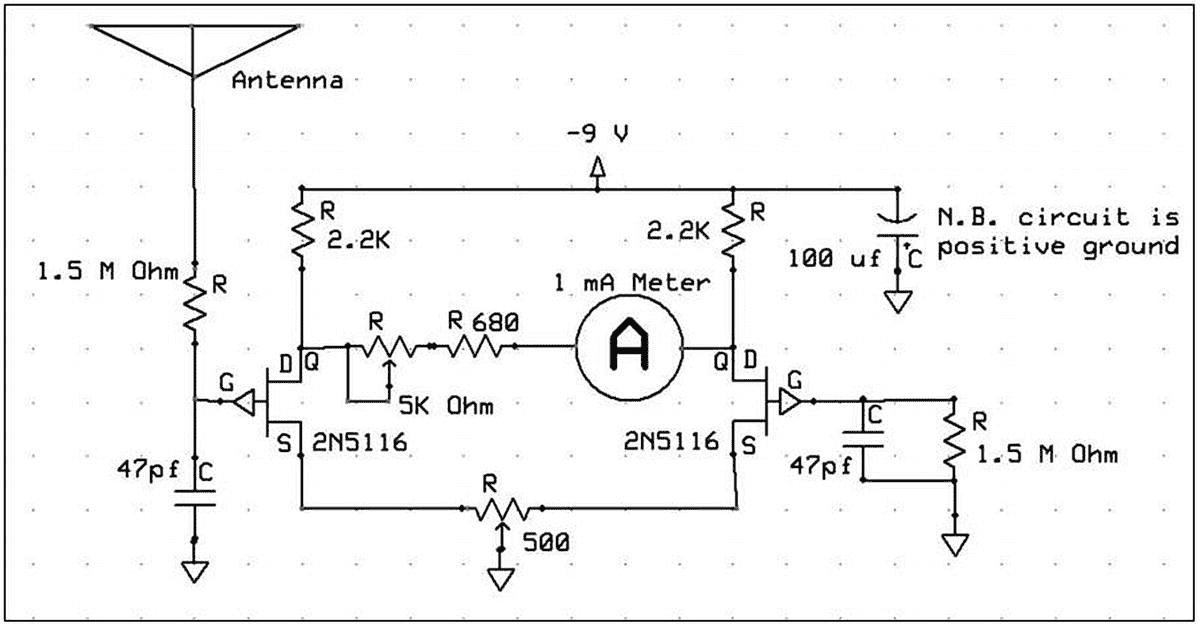 Antenna
-9 V
R
2.2K
2.2K
R
N.B. circuit is
positive ground
100 uf
+
C
1.5 M Ohm
R
1 mA Meter
R
R 680
A
D
Q
Q
D
G
G
5K Ohm
S
2N5116
2N5116
S
C
47pf
R
1.5 M Ohm
47pf
C
R
500